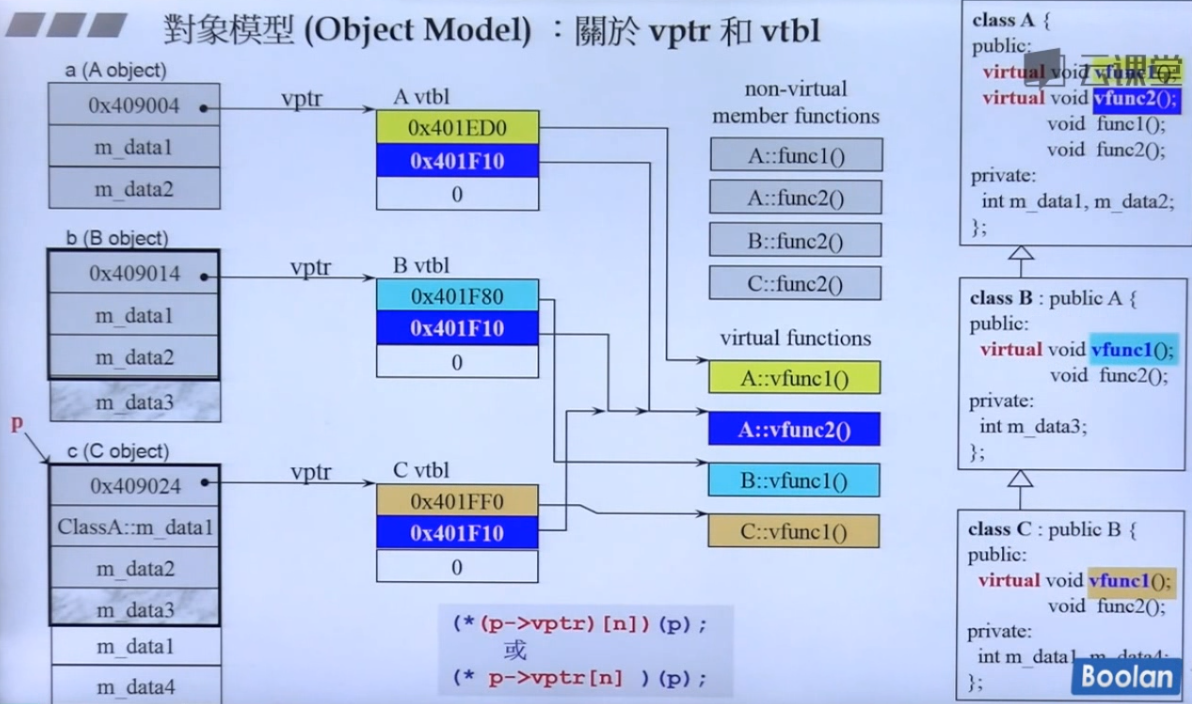 對象模型 (Object Model) ：關於 vptr 和 vtbl
a (A object)
0x409004
m_data1
m_data2
vptr
A vtbl
0x401ED0
0x401F10
0
b (B object)
0x409014
m_data1
m_data2
m_data3
vptr
B vtbl
0x401F80
0x401F10
0
p
c (C object)
0x409024
ClassA::m_data1
m_data2
m_data3
m_data1
m_data4
vptr
C vtbl
0x401FF0
0x401F10
0
non-virtual
member functions
A::func1()
A::func2()
B::func2()
C::func2()
virtual functions
A::vfunc1()
A::vfunc2()
B::vfunc1()
C::vfunc1()
(*(p->vptr)[n])(p);
或
(* p->vptr[n] )(p);
class A {
public:
virtual void vfunc1();
virtual void vfunc2();
void func1();
void func2();
private:
int m_data1, m_data2;
};
云课堂
class B : public A {
public:
virtual void vfunc1();
void func2();
private:
int m_data3;
};
class C : public B {
public:
virtual void vfunc1();
void func2();
private:
int m_data1, m_data4;
};
Boolan